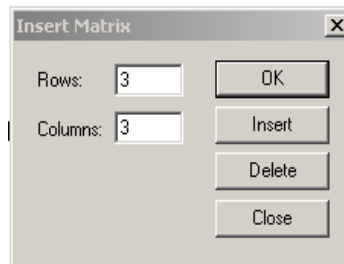 Insert Matrix
Rows: 3 OK
Columns: 3 Insert
Delete
Close